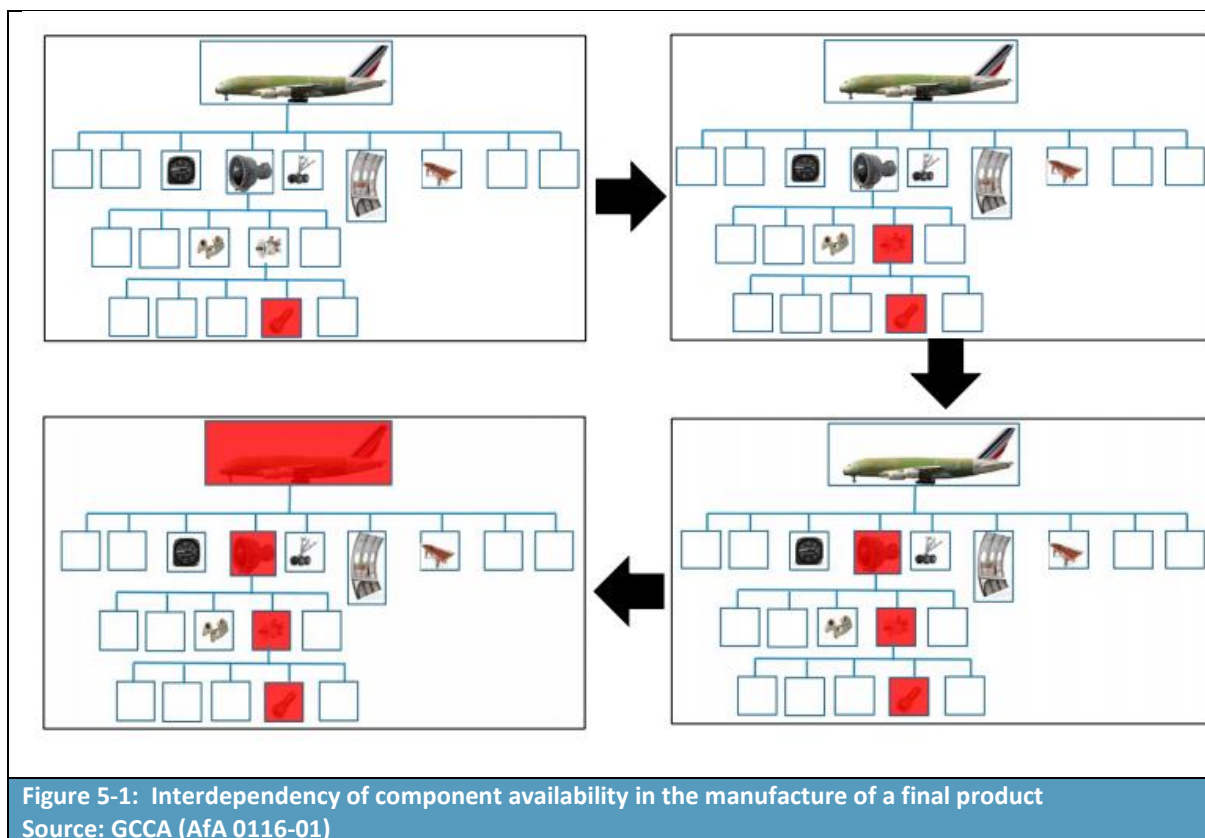 Figure 5-1: Interdependency of component availability in the manufacture of a final product
Source: GCCA (AfA 0116-01)